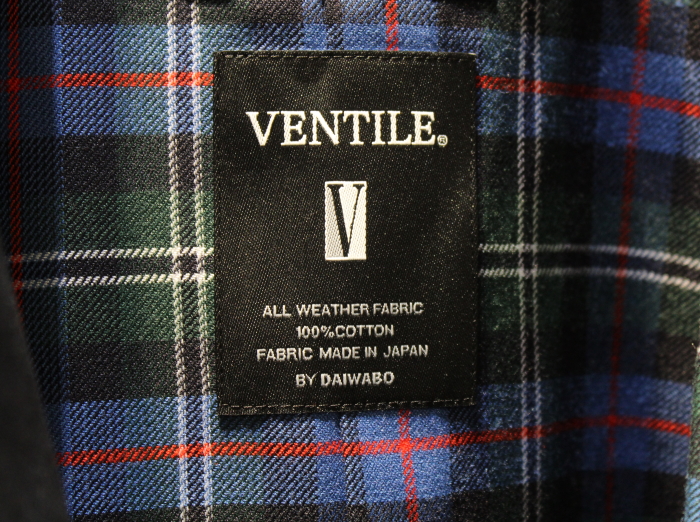 VENTILE®
V
ALL WEATHER FABRIC
100%COTTON
FABRIC MADE IN JAPAN
BY DAIWABO